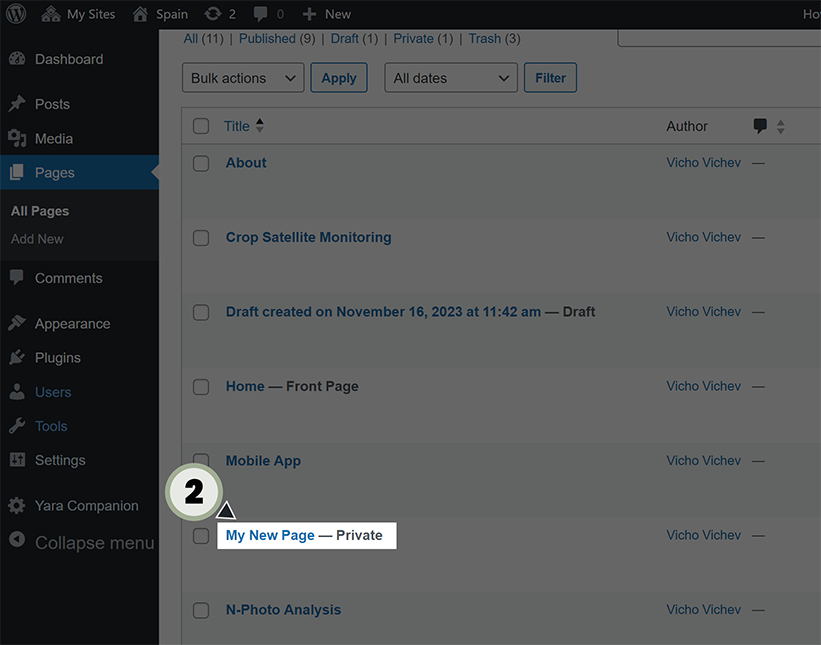 My Sites Spain 2 0 New Ho
All (11) | Published (9) | Draft (1) | Private (1) | Trash (3)
Dashboard
Bulk actions Apply All dates Filter
Posts
Media
Title Author
Pages
About Vicho Vichev —
All Pages
Add New
Crop Satellite Monitoring Vicho Vichev —
Comments
Draft created on November 16, 2023 at 11:42 am — Draft Vicho Vichev —
Appearance
Plugins
Home — Front Page Vicho Vichev —
Users
Tools
Mobile App Vicho Vichev —
Settings
2
Yara Companion
My New Page — Private Vicho Vichev —
Collapse menu
N-Photo Analysis Vicho Vichev —